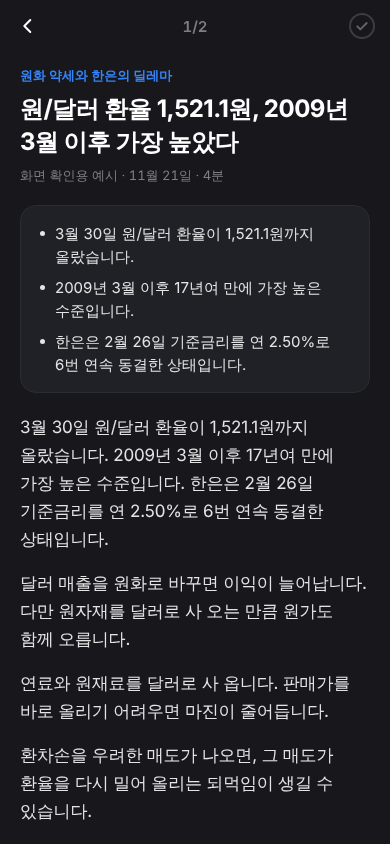 1/2
원화 약세와 한은의 딜레마
원/달러 환율 1,521.1원, 2009년
3월 이후 가장 높았다
화면 확인용 예시 · 11월 21일 · 4분
• 3월 30일 원/달러 환율이 1,521.1원까지
올랐습니다.
• 2009년 3월 이후 17년여 만에 가장 높은
수준입니다.
• 한은은 2월 26일 기준금리를 연 2.50%로
6번 연속 동결한 상태입니다.
3월 30일 원/달러 환율이 1,521.1원까지
올랐습니다. 2009년 3월 이후 17년여 만에
가장 높은 수준입니다. 한은은 2월 26일
기준금리를 연 2.50%로 6번 연속 동결한
상태입니다.
달러 매출을 원화로 바꾸면 이익이 늘어납니다.
다만 원자재를 달러로 사 오는 만큼 원가도
함께 오릅니다.
연료와 원재료를 달러로 사 옵니다. 판매가를
바로 올리기 어려우면 마진이 줄어듭니다.
환차손을 우려한 매도가 나오면, 그 매도가
환율을 다시 밀어 올리는 되먹임이 생길 수
있습니다.